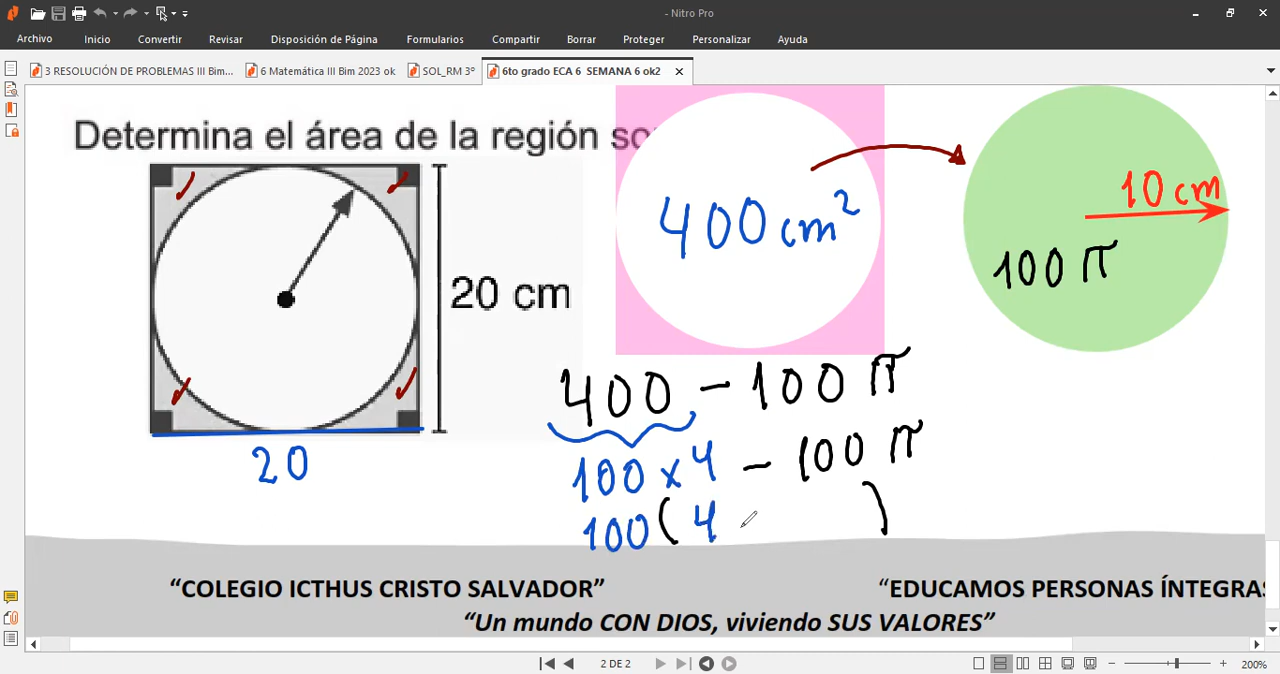 - Nitro Pro
Archivo Inicio Convertir Revisar Disposición de Página Formularios Compartir Borrar Proteger Personalizar Ayuda
3 RESOLUCIÓN DE PROBLEMAS III Bim... 6 Matemática III Bim 2023 ok SOL_RM 3° 6to grado ECA 6 SEMANA 6 ok2
Determina el área de la región
20 cm
20
400 cm²
10 cm
100 π
400 - 100 π
100 x 4 - 100 π
100 ( 4 )
“COLEGIO ICTHUS CRISTO SALVADOR” “EDUCAMOS PERSONAS ÍNTEGRAS
“Un mundo CON DIOS, viviendo SUS VALORES”
2 DE 2
200%